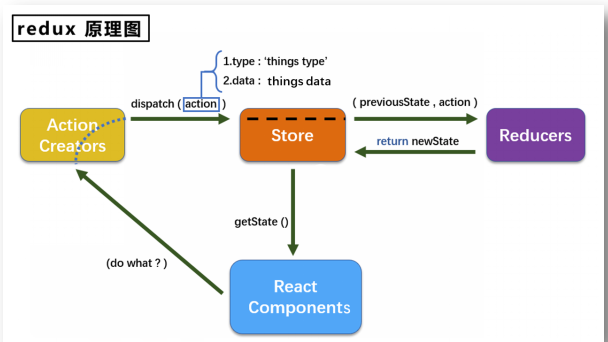 redux 原理图
1.type : ‘things type’
2.data : things data
dispatch ( action )
( previousState , action )
Action
Creators
Store
Reducers
return newState
getState ()
(do what ? )
React
Components